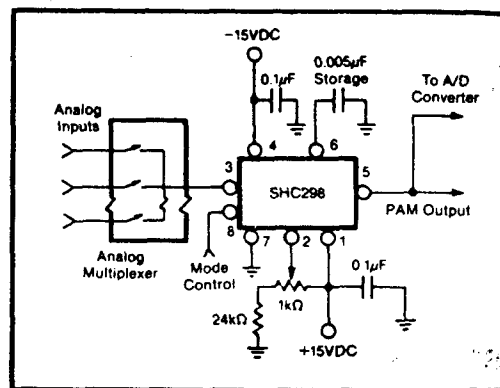 −15VDC
0.1µF
0.005µF
Storage
To A/D
Converter
Analog
Inputs
4
6
3
SHC298
5
8
7
2
1
PAM Output
Analog
Multiplexer
Mode
Control
1kΩ
0 1µF
24kΩ
+15VDC